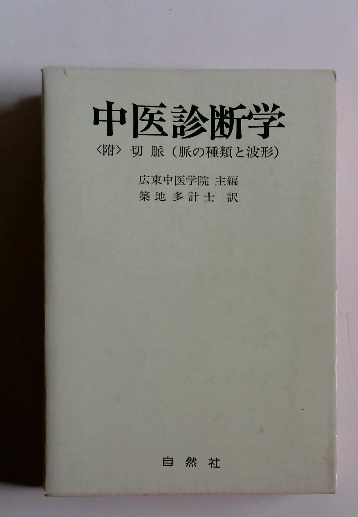 中医診断学
〈附〉 切 脈 (脈の種類と波形)
広東中医学院 主編
築地多計士 訳
自然社